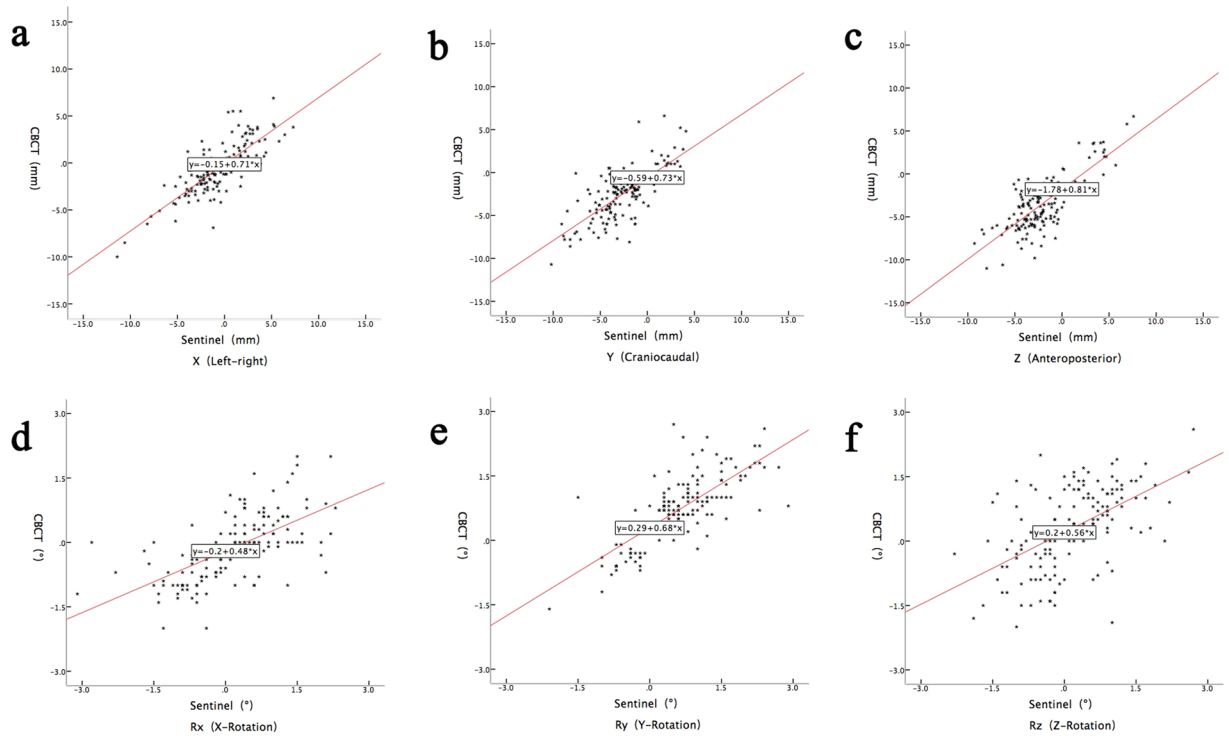 a
15.0
10.0
5.0
.0
-5.0
-10.0
-15.0
CBCT (mm)
y=-0.15+0.71*x
-15.0 -10.0 -5.0 .0 5.0 10.0 15.0
Sentinel (mm)
X (Left-right)
b
15.0
10.0
5.0
.0
-5.0
-10.0
-15.0
CBCT (mm)
y=-0.59+0.73*x
-15.0 -10.0 -5.0 .0 5.0 10.0 15.0
Sentinel (mm)
Y (Craniocaudal)
c
15.0
10.0
5.0
.0
-5.0
-10.0
-15.0
CBCT (mm)
y=-1.78+0.81*x
-15.0 -10.0 -5.0 .0 5.0 10.0 15.0
Sentinel (mm)
Z (Anteroposterior)
d
3.0
1.5
.0
-1.5
-3.0
CBCT (°)
y=-0.2+0.48*x
-3.0 -1.5 .0 1.5 3.0
Sentinel (°)
Rx (X-Rotation)
e
3.0
1.5
.0
-1.5
-3.0
CBCT (°)
y=0.29+0.68*x
-3.0 -1.5 .0 1.5 3.0
Sentinel (°)
Ry (Y-Rotation)
f
3.0
1.5
.0
-1.5
-3.0
CBCT (°)
y=0.2+0.56*x
-3.0 -1.5 .0 1.5 3.0
Sentinel (°)
Rz (Z-Rotation)